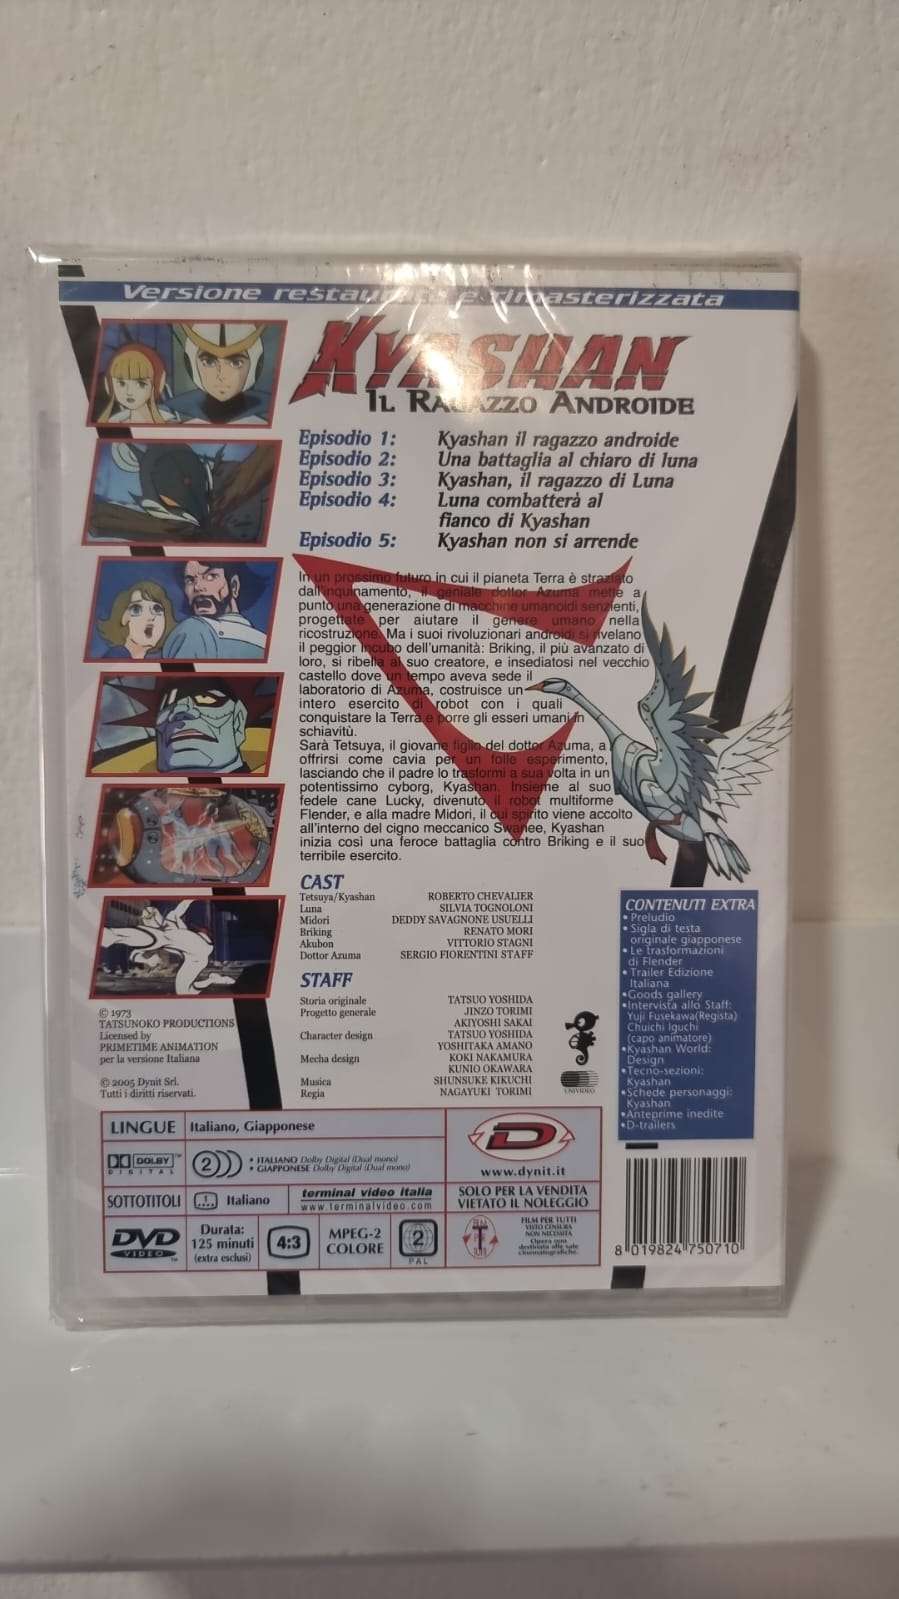 Versione restaurata e rimasterizzata
KYASHAN
IL RAGAZZO ANDROIDE
Episodio 1: Kyashan il ragazzo androide
Episodio 2: Una battaglia al chiaro di luna
Episodio 3: Kyashan, il ragazzo di Luna
Episodio 4: Luna combatterà al
fianco di Kyashan
Episodio 5: Kyashan non si arrende
In un prossimo futuro in cui il pianeta Terra è straziato
dall'inquinamento, il geniale dottor Azuma mette a
punto una generazione di macchine umanoidi senzienti,
progettate per aiutare il genere umano nella
ricostruzione. Ma i suoi rivoluzionari androidi si rivelano
il peggior incubo dell'umanità: Briking, il più avanzato di
loro, si ribella al suo creatore, e insediatosi nel vecchio
castello dove un tempo aveva sede il
laboratorio di Azuma, costruisce un
intero esercito di robot con i quali
conquistare la Terra e porre gli esseri umani in
schiavitù.
Sarà Tetsuya, il giovane figlio del dottor Azuma, a
offrirsi come cavia per un folle esperimento,
lasciando che il padre lo trasformi a sua volta in un
potentissimo cyborg, Kyashan. Insieme al suo
fedele cane Lucky, divenuto il robot multiforme
Flender, e alla madre Midori, il cui spirito viene accolto
all'interno del cigno meccanico Swanee, Kyashan
inizia così una feroce battaglia contro Briking e il suo
terribile esercito.
CAST
Tetsuya/Kyashan ROBERTO CHEVALIER
Luna SILVIA TOGNOLONI
Midori DEDDY SAVAGNONE USUELLI
Briking RENATO MORI
Akubon VITTORIO STAGNI
Dottor Azuma SERGIO FIORENTINI STAFF
STAFF
Storia originale TATSUO YOSHIDA
Progetto generale JINZO TORIMI
AKIYOSHI SAKAI
Character design TATSUO YOSHIDA
YOSHITAKA AMANO
Mecha design KOKI NAKAMURA
KUNIO OKAWARA
Musica SHUNSUKE KIKUCHI
Regia NAGAYUKI TORIMI
UNIVIDEO
© 1973
TATSUNOKO PRODUCTIONS
Licensed by
PRIMETIME ANIMATION
per la versione Italiana
© 2005 Dynit Srl.
Tutti i diritti riservati.
CONTENUTI EXTRA
• Preludio
• Sigla di testa
originale giapponese
• Le trasformazioni
di Flender
• Trailer Edizione
Italiana
•Goods gallery
•Intervista allo Staff:
Yuji Fusekawa(Regista)
Chuichi Iguchi
(capo animatore)
•Kyashan World:
Design
•Tecno-sezioni:
Kyashan
•Schede personaggi:
Kyashan
•Anteprime inedite
•D-trailers
LINGUE Italiano, Giapponese
DOLBY
DIGITAL
2
• ITALIANO Dolby Digital (Dual mono)
• GIAPPONESE Dolby Digital (Dual mono)
SOTTOTITOLI 1 Italiano
terminal video italia
www.terminalvideo.com
DVD
VIDEO
Durata:
125 minuti
(extra esclusi)
4:3
MPEG-2
COLORE
2
PAL
D
www.dynit.it
SOLO PER LA VENDITA
VIETATO IL NOLEGGIO
T
FILM PER TUTTI
VISTO CENSURA
NON NECESSITA
Opera non
destinata alle sale
cinematografiche.
8 019824 750710